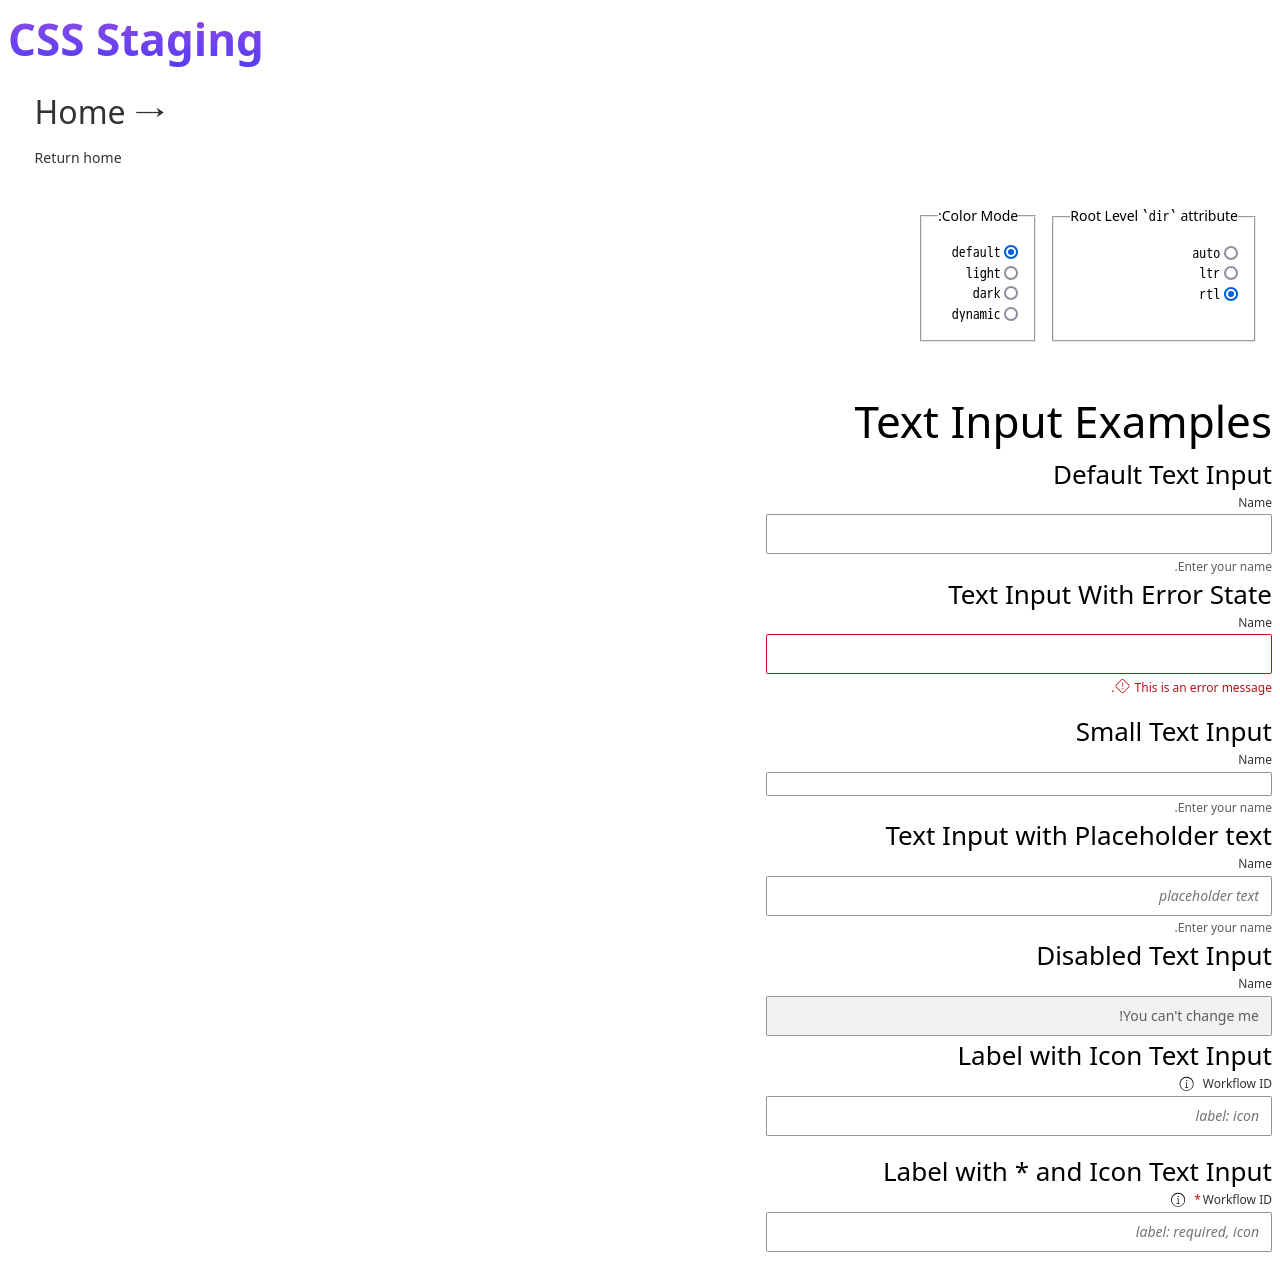 CSS Staging
Home →
Return home
Root Level `dir` attribute
auto
ltr
rtl
:Color Mode
default
light
dark
dynamic
Text Input Examples
Default Text Input
Name
.Enter your name
Text Input With Error State
Name
. This is an error message
Small Text Input
Name
.Enter your name
Text Input with Placeholder text
Name
placeholder text
.Enter your name
Disabled Text Input
Name
!You can't change me
Label with Icon Text Input
Workflow ID
label: icon
Label with * and Icon Text Input
* Workflow ID
label: required, icon